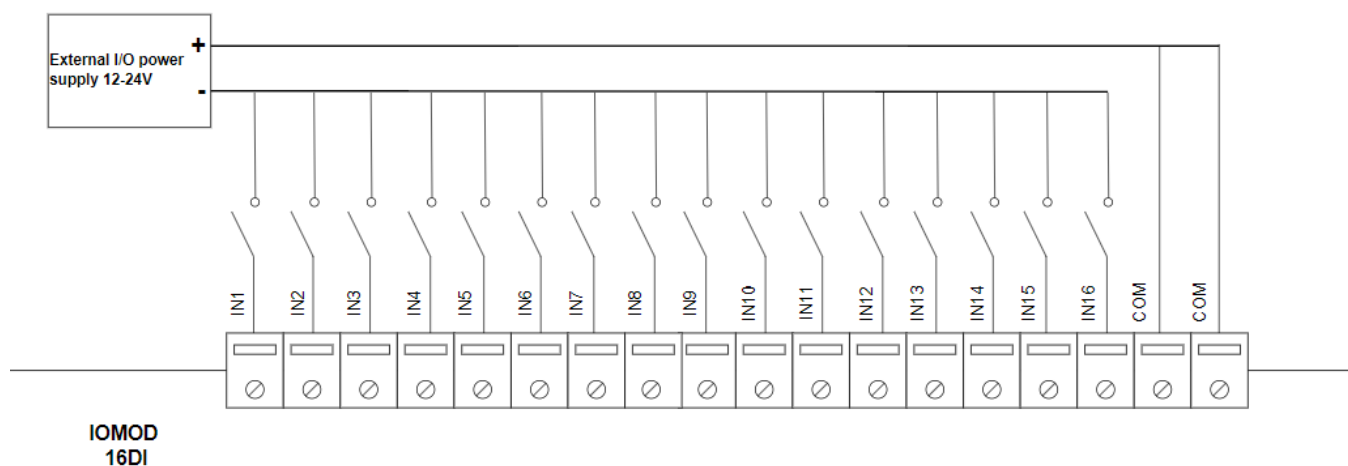 External I/O power
supply 12-24V
+
-
IN1
IN2
IN3
IN4
IN5
IN6
IN7
IN8
IN9
IN10
IN11
IN12
IN13
IN14
IN15
IN16
COM
COM
IOMOD
16DI